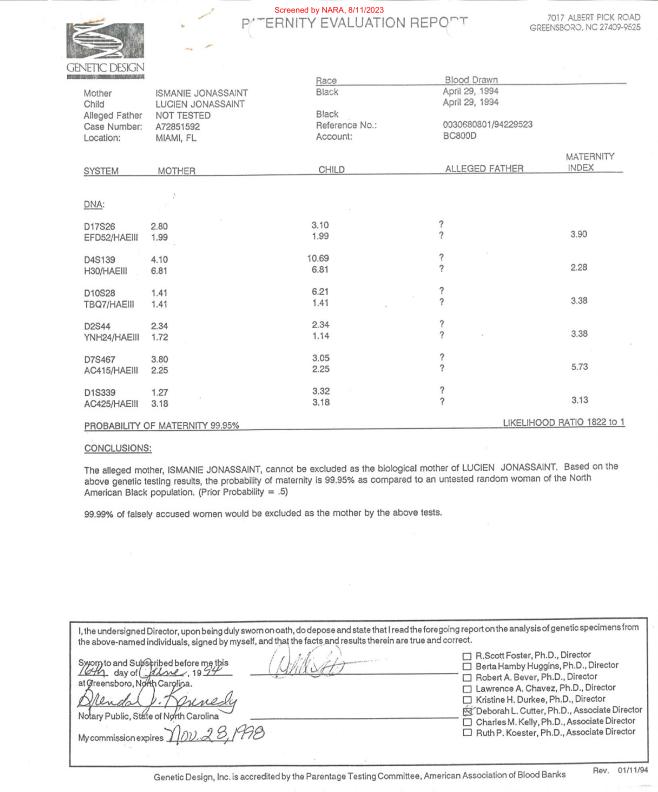 Screened by NARA, 8/11/2023
PATERNITY EVALUATION REPORT
7017 ALBERT PICK ROAD
GREENSBORO, NC 27409-9525
GENETIC DESIGN
Race Blood Drawn
Mother ISMANIE JONASSAINT Black April 29, 1994
Child LUCIEN JONASSAINT April 29, 1994
Alleged Father NOT TESTED Black
Case Number: A72851592 Reference No.: 0030680801/94229523
Location: MIAMI, FL Account: BC800D
MATERNITY
SYSTEM MOTHER CHILD ALLEGED FATHER INDEX
DNA:
D17S26 2.80 3.10 ?
EFD52/HAEIII 1.99 1.99 ? 3.90
D4S139 4.10 10.69 ?
H30/HAEIII 6.81 6.81 ? 2.28
D10S28 1.41 6.21 ?
TBQ7/HAEIII 1.41 1.41 ? 3.38
D2S44 2.34 2.34 ?
YNH24/HAEIII 1.72 1.14 ? 3.38
D7S467 3.80 3.05 ?
AC415/HAEIII 2.25 2.25 ? 5.73
D1S339 1.27 3.32 ?
AC425/HAEIII 3.18 3.18 ? 3.13
PROBABILITY OF MATERNITY 99.95% LIKELIHOOD RATIO 1822 to 1
CONCLUSIONS:
The alleged mother, ISMANIE JONASSAINT, cannot be excluded as the biological mother of LUCIEN JONASSAINT. Based on the
above genetic testing results, the probability of maternity is 99.95% as compared to an untested random woman of the North
American Black population. (Prior Probability = .5)
99.99% of falsely accused women would be excluded as the mother by the above tests.
I, the undersigned Director, upon being duly sworn on oath, do depose and state that I read the foregoing report on the analysis of genetic specimens from
the above-named individuals, signed by myself, and that the facts and results therein are true and correct.
Sworn to and Subscribed before me this
16th day of June, 1994
at Greensboro, North Carolina.
Brenda J. Kennedy
Notary Public, State of North Carolina
My commission expires Nov. 28, 1998
R.Scott Foster, Ph.D., Director
Berta Hamby Huggins, Ph.D., Director
Robert A. Bever, Ph.D., Director
Lawrence A. Chavez, Ph.D., Director
Kristine H. Durkee, Ph.D., Director
Deborah L. Cutter, Ph.D., Associate Director
Charles M. Kelly, Ph.D., Associate Director
Ruth P. Koester, Ph.D., Associate Director
Genetic Design, Inc. is accredited by the Parentage Testing Committee, American Association of Blood Banks
Rev. 01/11/94